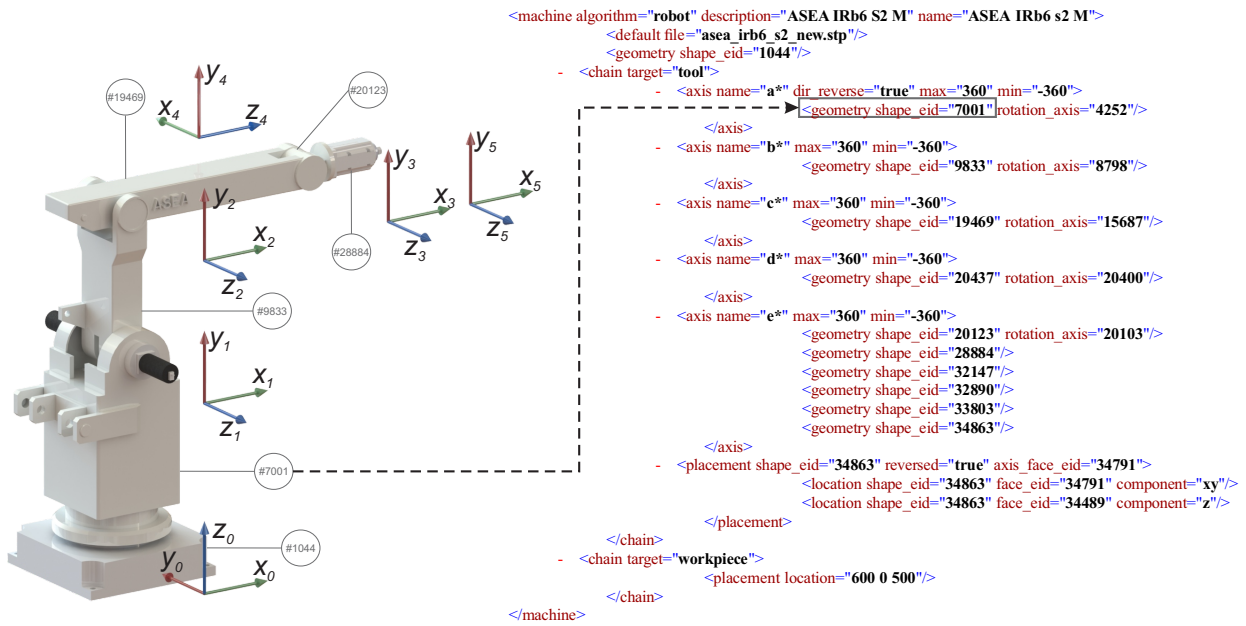 #19469
y4
x4
z4
#20123
ASEA
y2
x2
z2
y3
x3
z3
y5
x5
z5
#28884
#9833
y1
x1
z1
#7001
z0
y0
x0
#1044
<machine algorithm="robot" description="ASEA IRb6 S2 M" name="ASEA IRb6 s2 M">
<default file="asea_irb6_s2_new.stp"/>
<geometry shape_eid="1044"/>
- <chain target="tool">
- <axis name="a*" dir_reverse="true" max="360" min="-360">
<geometry shape_eid="7001" rotation_axis="4252"/>
</axis>
- <axis name="b*" max="360" min="-360">
<geometry shape_eid="9833" rotation_axis="8798"/>
</axis>
- <axis name="c*" max="360" min="-360">
<geometry shape_eid="19469" rotation_axis="15687"/>
</axis>
- <axis name="d*" max="360" min="-360">
<geometry shape_eid="20437" rotation_axis="20400"/>
</axis>
- <axis name="e*" max="360" min="-360">
<geometry shape_eid="20123" rotation_axis="20103"/>
<geometry shape_eid="28884"/>
<geometry shape_eid="32147"/>
<geometry shape_eid="32890"/>
<geometry shape_eid="33803"/>
<geometry shape_eid="34863"/>
</axis>
- <placement shape_eid="34863" reversed="true" axis_face_eid="34791">
<location shape_eid="34863" face_eid="34791" component="xy"/>
<location shape_eid="34863" face_eid="34489" component="z"/>
</placement>
</chain>
- <chain target="workpiece">
<placement location="600 0 500"/>
</chain>
</machine>